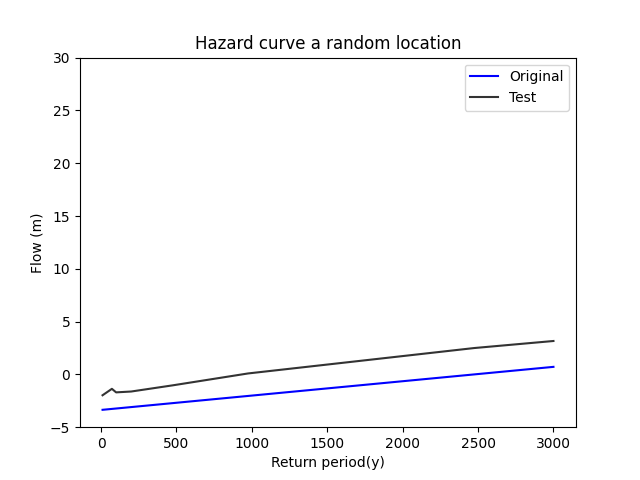 Hazard curve a random location
Original
Test
Flow (m)
30
25
20
15
10
5
0
−5
0 500 1000 1500 2000 2500 3000
Return period(y)